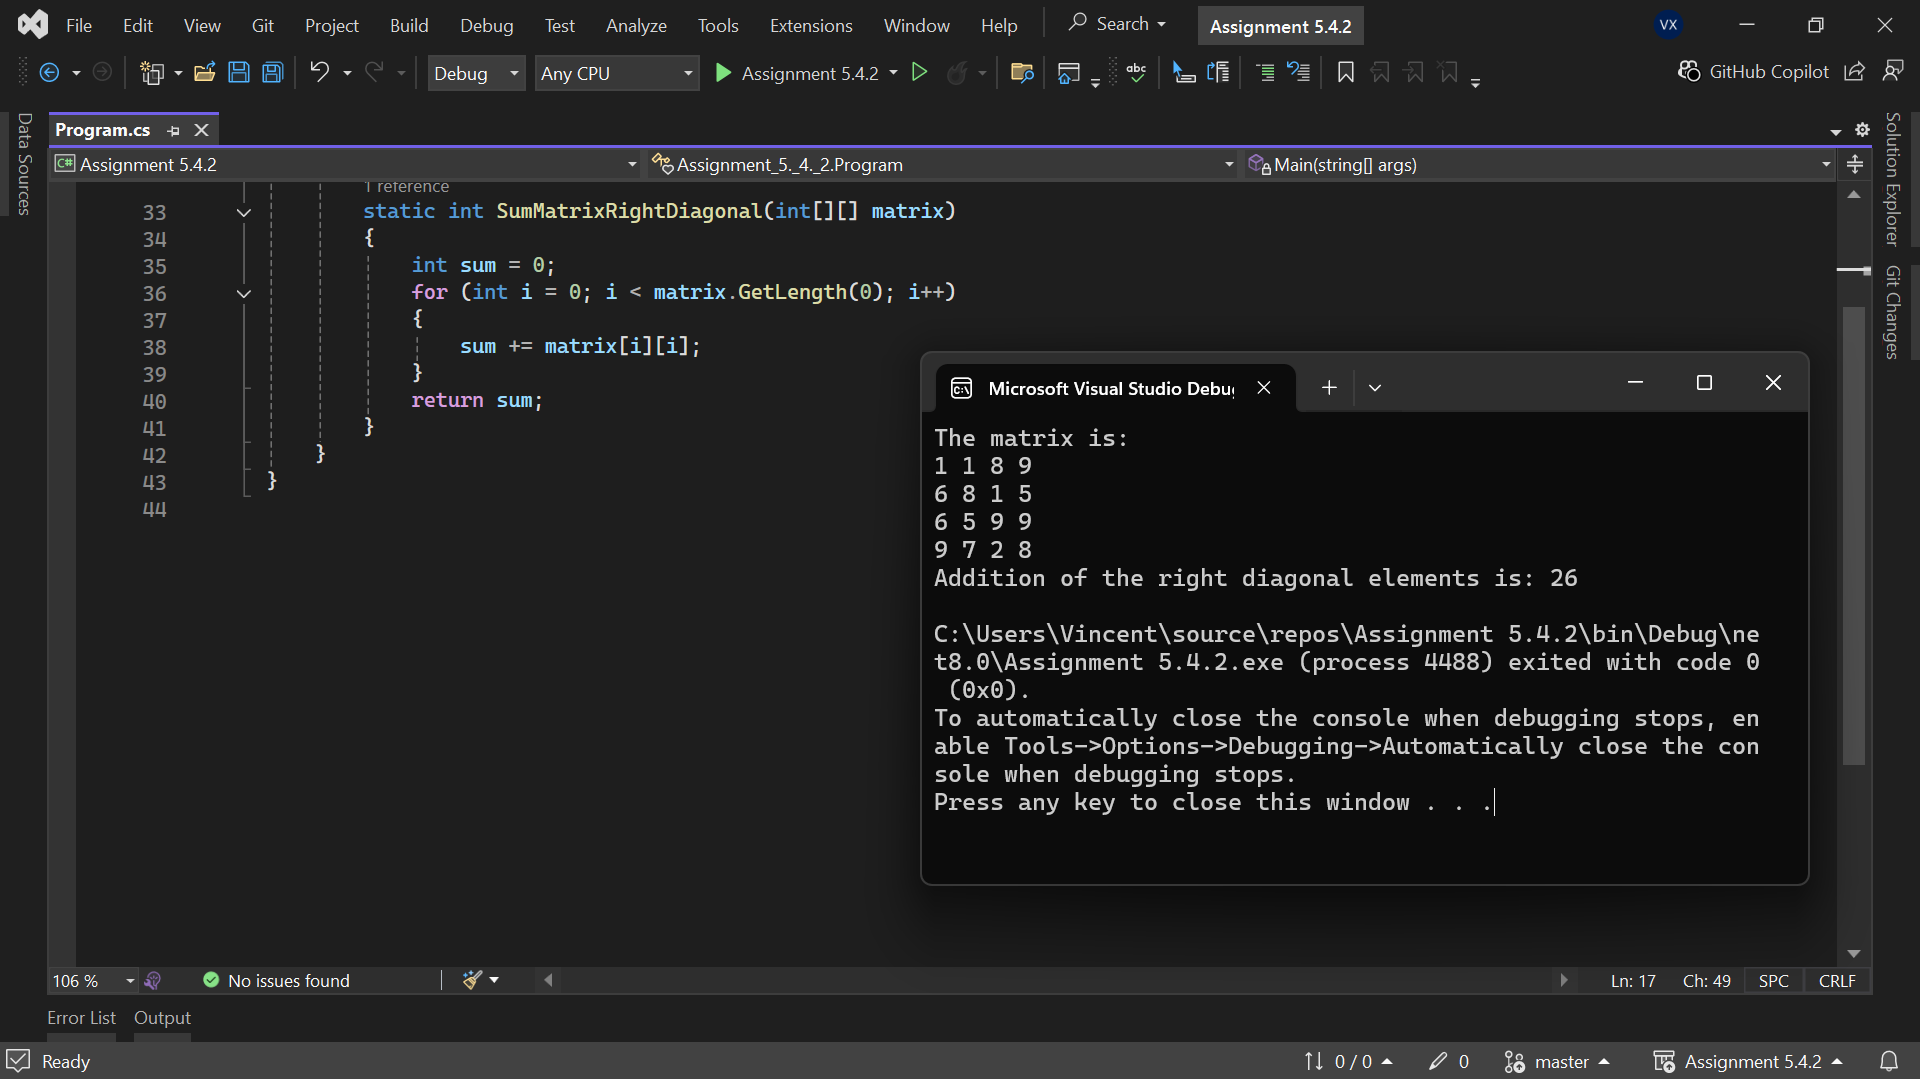 File Edit View Git Project Build Debug Test Analyze Tools Extensions Window Help Search Assignment 5.4.2 VX
Debug Any CPU Assignment 5.4.2 abc GitHub Copilot
Data Sources
Program.cs
C# Assignment 5.4.2 Assignment_5._4._2.Program Main(string[] args)
1 reference
33 static int SumMatrixRightDiagonal(int[][] matrix)
34 {
35 int sum = 0;
36 for (int i = 0; i < matrix.GetLength(0); i++)
37 {
38 sum += matrix[i][i];
39 }
40 return sum;
41 }
42 }
43 }
44
Microsoft Visual Studio Debug
The matrix is:
1 1 8 9
6 8 1 5
6 5 9 9
9 7 2 8
Addition of the right diagonal elements is: 26
C:\Users\Vincent\source\repos\Assignment 5.4.2\bin\Debug\ne
t8.0\Assignment 5.4.2.exe (process 4488) exited with code 0
(0x0).
To automatically close the console when debugging stops, en
able Tools->Options->Debugging->Automatically close the con
sole when debugging stops.
Press any key to close this window . . .
Solution Explorer
Git Changes
106 % No issues found Ln: 17 Ch: 49 SPC CRLF
Error List Output
Ready 0 / 0 0 master Assignment 5.4.2